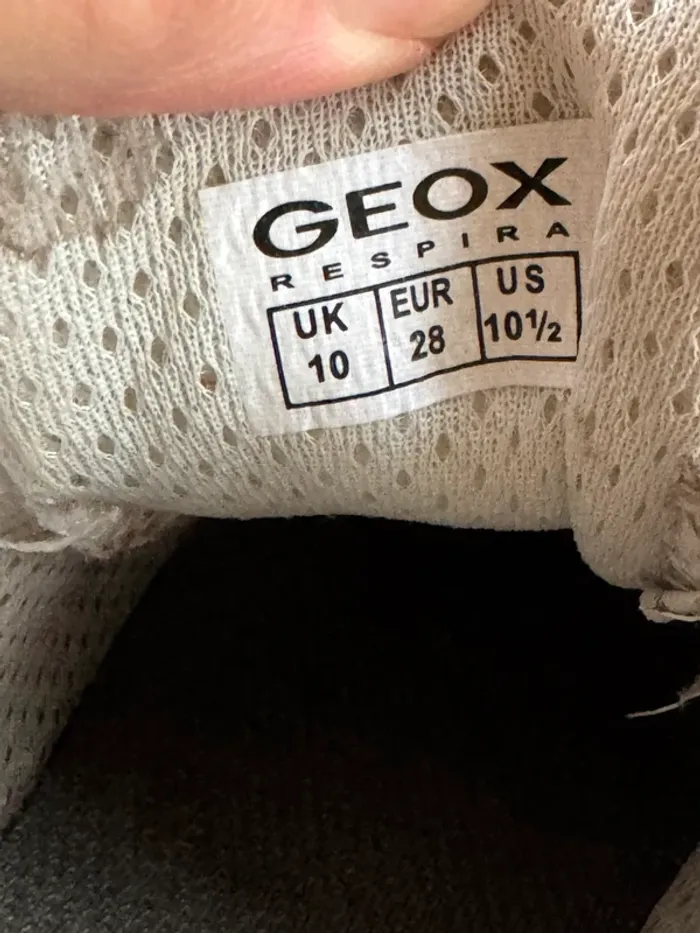 GEOX
RESPIRA
UK EUR US
10 28 10½